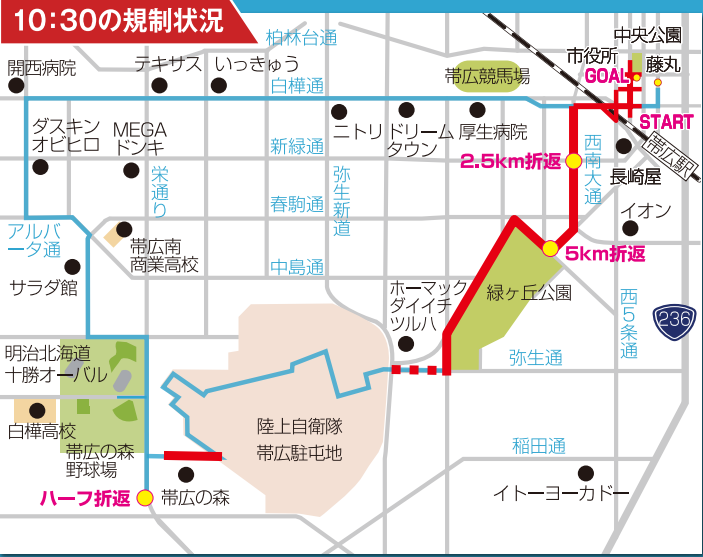 10:30の規制状況
柏林台通
中央公園
市役所
GOAL
藤丸
開西病院
テキサス
いっきゅう
白樺通
帯広競馬場
START
ダスキン
オビヒロ
MEGA
ドンキ
ニトリ
ドリーム
タウン
厚生病院
新緑通
2.5km折返
西南大通
帯広駅
長崎屋
栄通り
弥生新道
春駒通
イオン
アルバ
ータ通
帯広南
商業高校
中島通
5km折返
サラダ館
ホーマック
ダイイチ
ツルハ
緑ヶ丘公園
西5条通
236
明治北海道
十勝オーバル
弥生通
白樺高校
陸上自衛隊
帯広駐屯地
帯広の森
野球場
稲田通
ハーフ折返
帯広の森
イトーヨーカドー